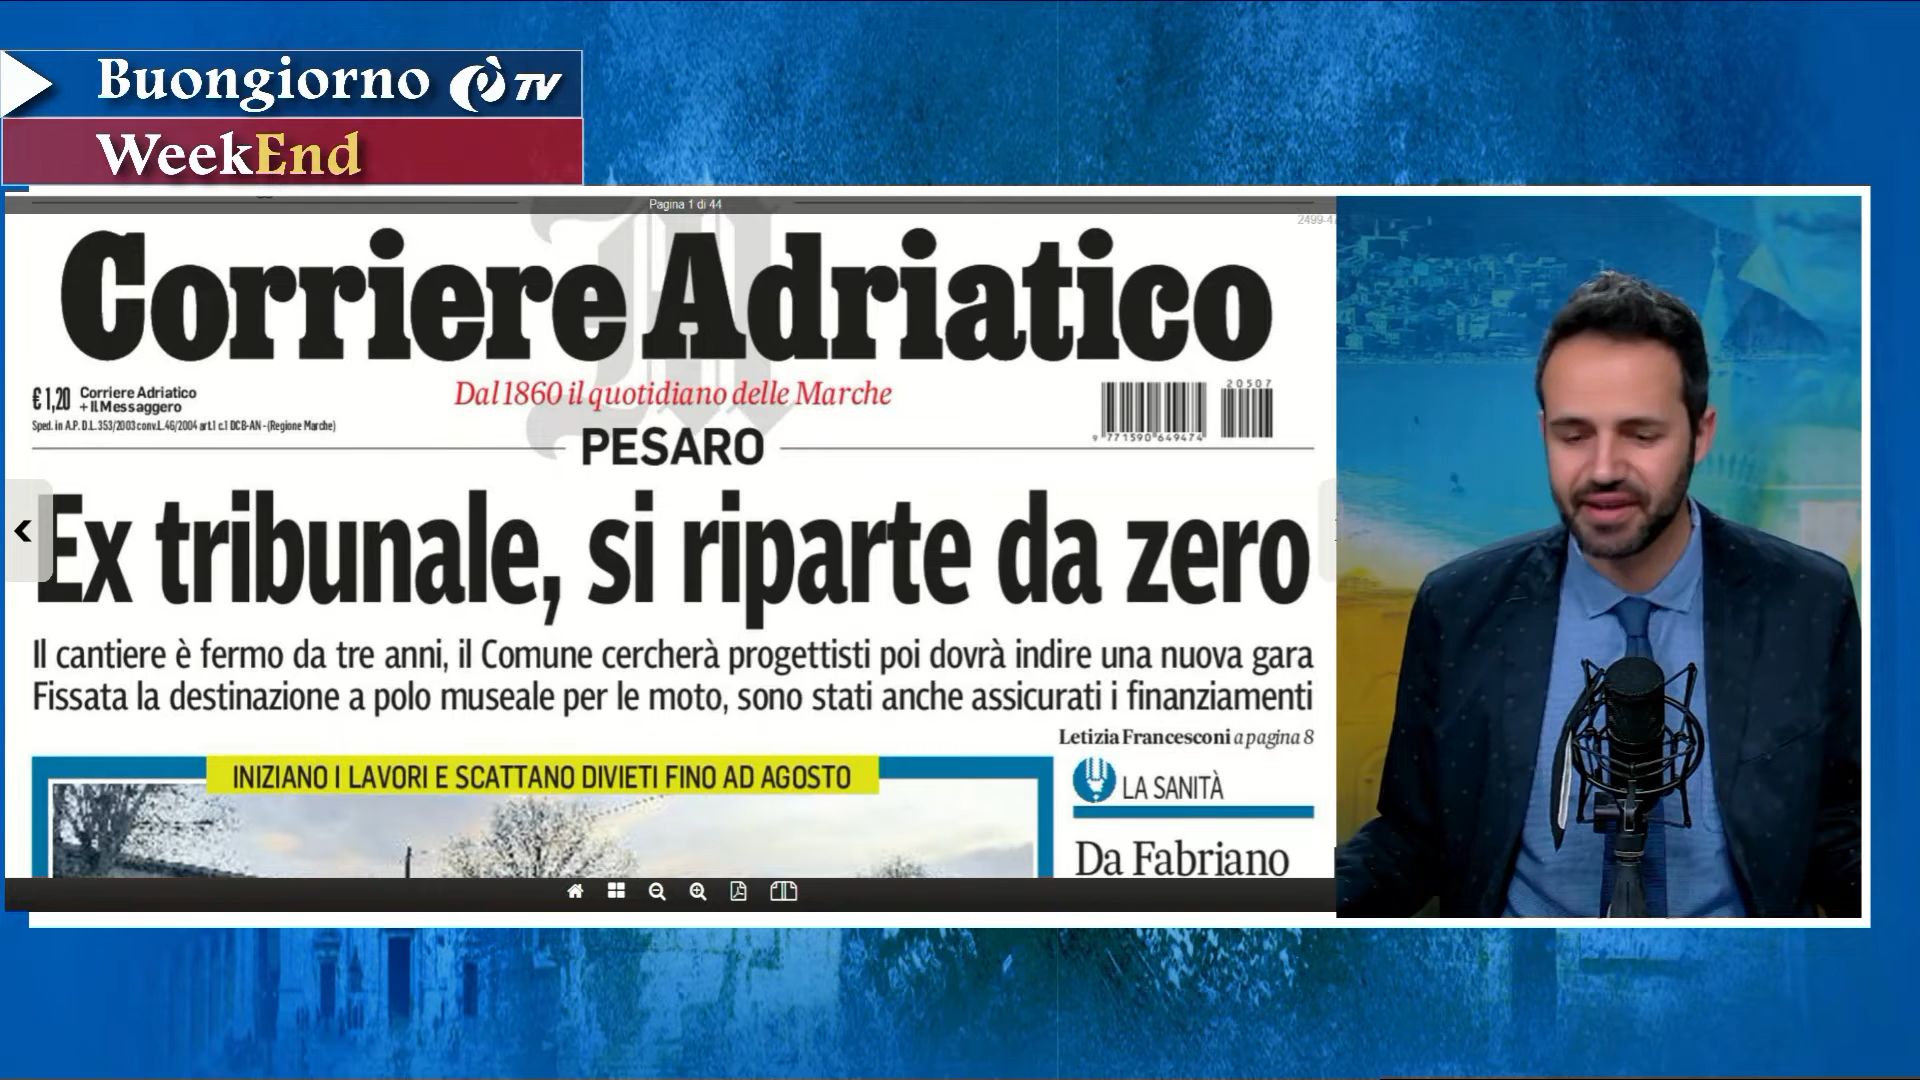 Buongiorno è TV
WeekEnd
Pagina 1 di 44
Corriere Adriatico
€ 1,20 Corriere Adriatico
+ Il Messaggero
Sped. in A.P. D.L. 353/2003 conv. L. 46/2004 art.1 c.1 DCB-AN - (Regione Marche)
Dal 1860 il quotidiano delle Marche
20507
9 771590 649474
PESARO
Ex tribunale, si riparte da zero
Il cantiere è fermo da tre anni, il Comune cercherà progettisti poi dovrà indire una nuova gara
Fissata la destinazione a polo museale per le moto, sono stati anche assicurati i finanziamenti
Letizia Francesconi a pagina 8
INIZIANO I LAVORI E SCATTANO DIVIETI FINO AD AGOSTO
LA SANITÀ
Da Fabriano